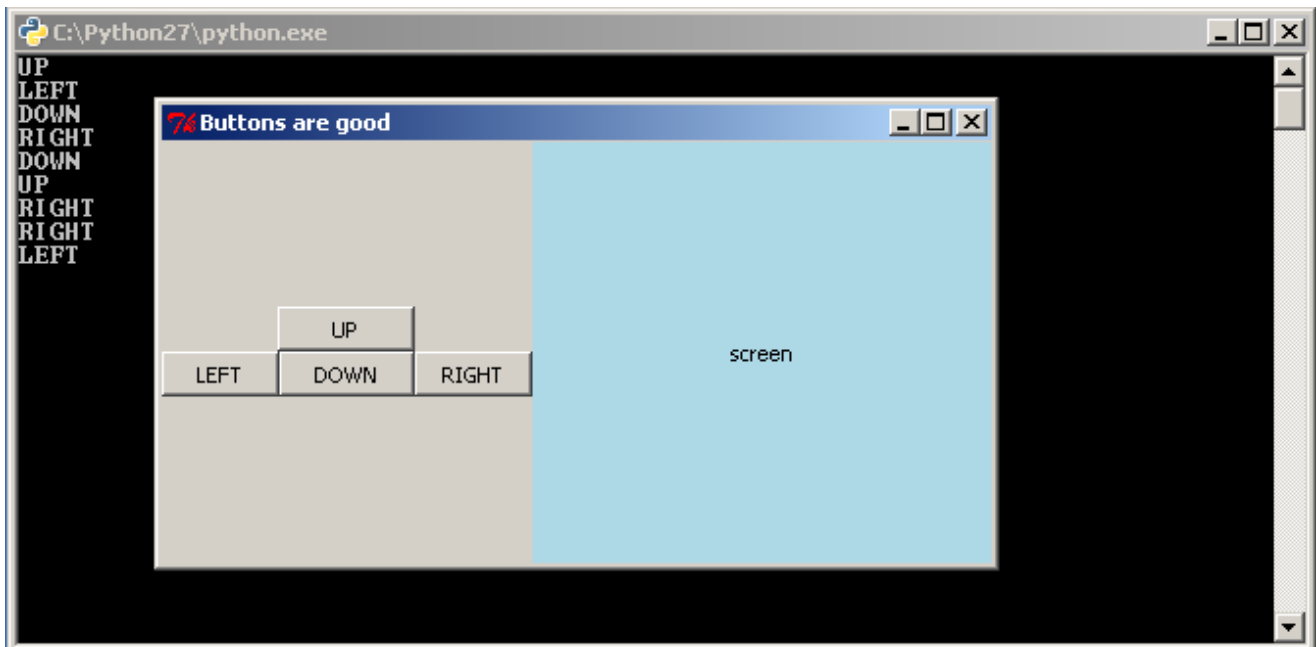 C:\Python27\python.exe
UP
LEFT
DOWN
RIGHT
DOWN
UP
RIGHT
RIGHT
LEFT
Buttons are good
UP
LEFT DOWN RIGHT
screen